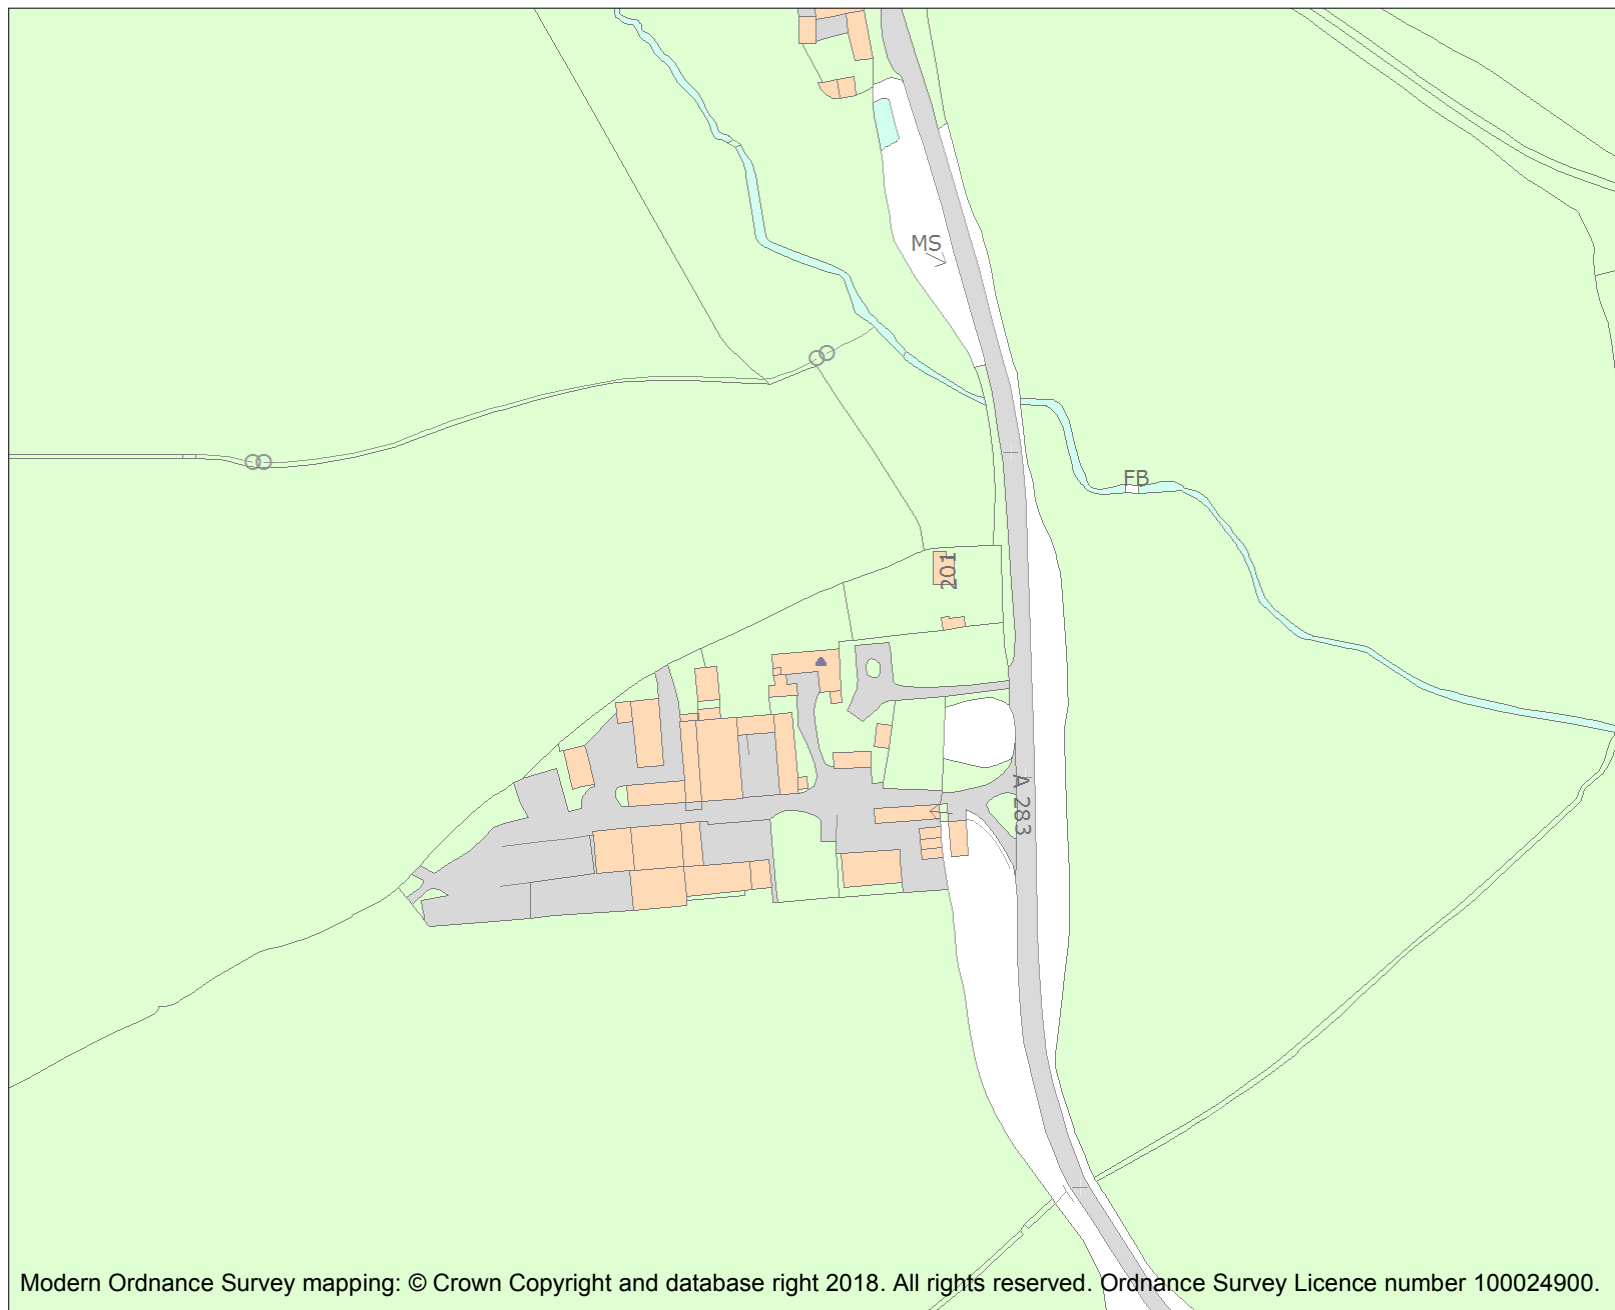 MS
FB
201
A 283
Modern Ordnance Survey mapping: © Crown Copyright and database right 2018. All rights reserved. Ordnance Survey Licence number 100024900.